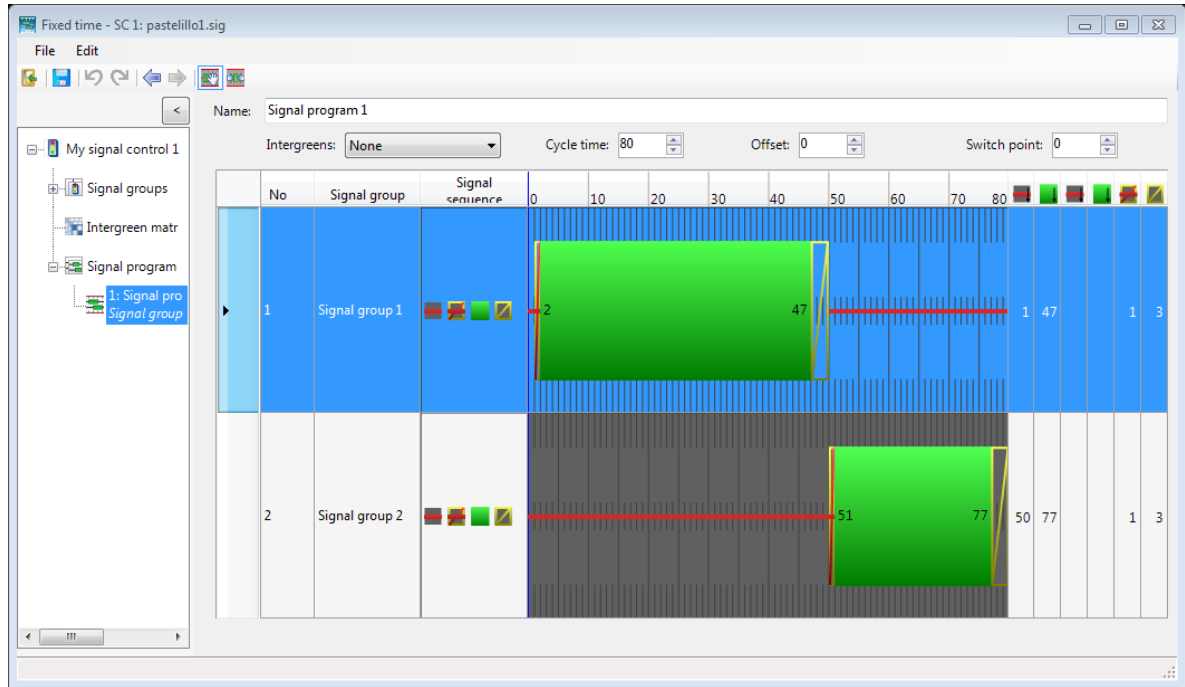 Fixed time - SC 1: pastelillo1.sig
File Edit
< Name: Signal program 1
My signal control 1
Intergreens: None Cycle time: 80 Offset: 0 Switch point: 0
Signal groups
Intergreen matr
Signal program
1: Signal pro
Signal group
No Signal group Signal sequence 0 10 20 30 40 50 60 70 80
1 Signal group 1 2 47 1 47 1 3
2 Signal group 2 51 77 50 77 1 3